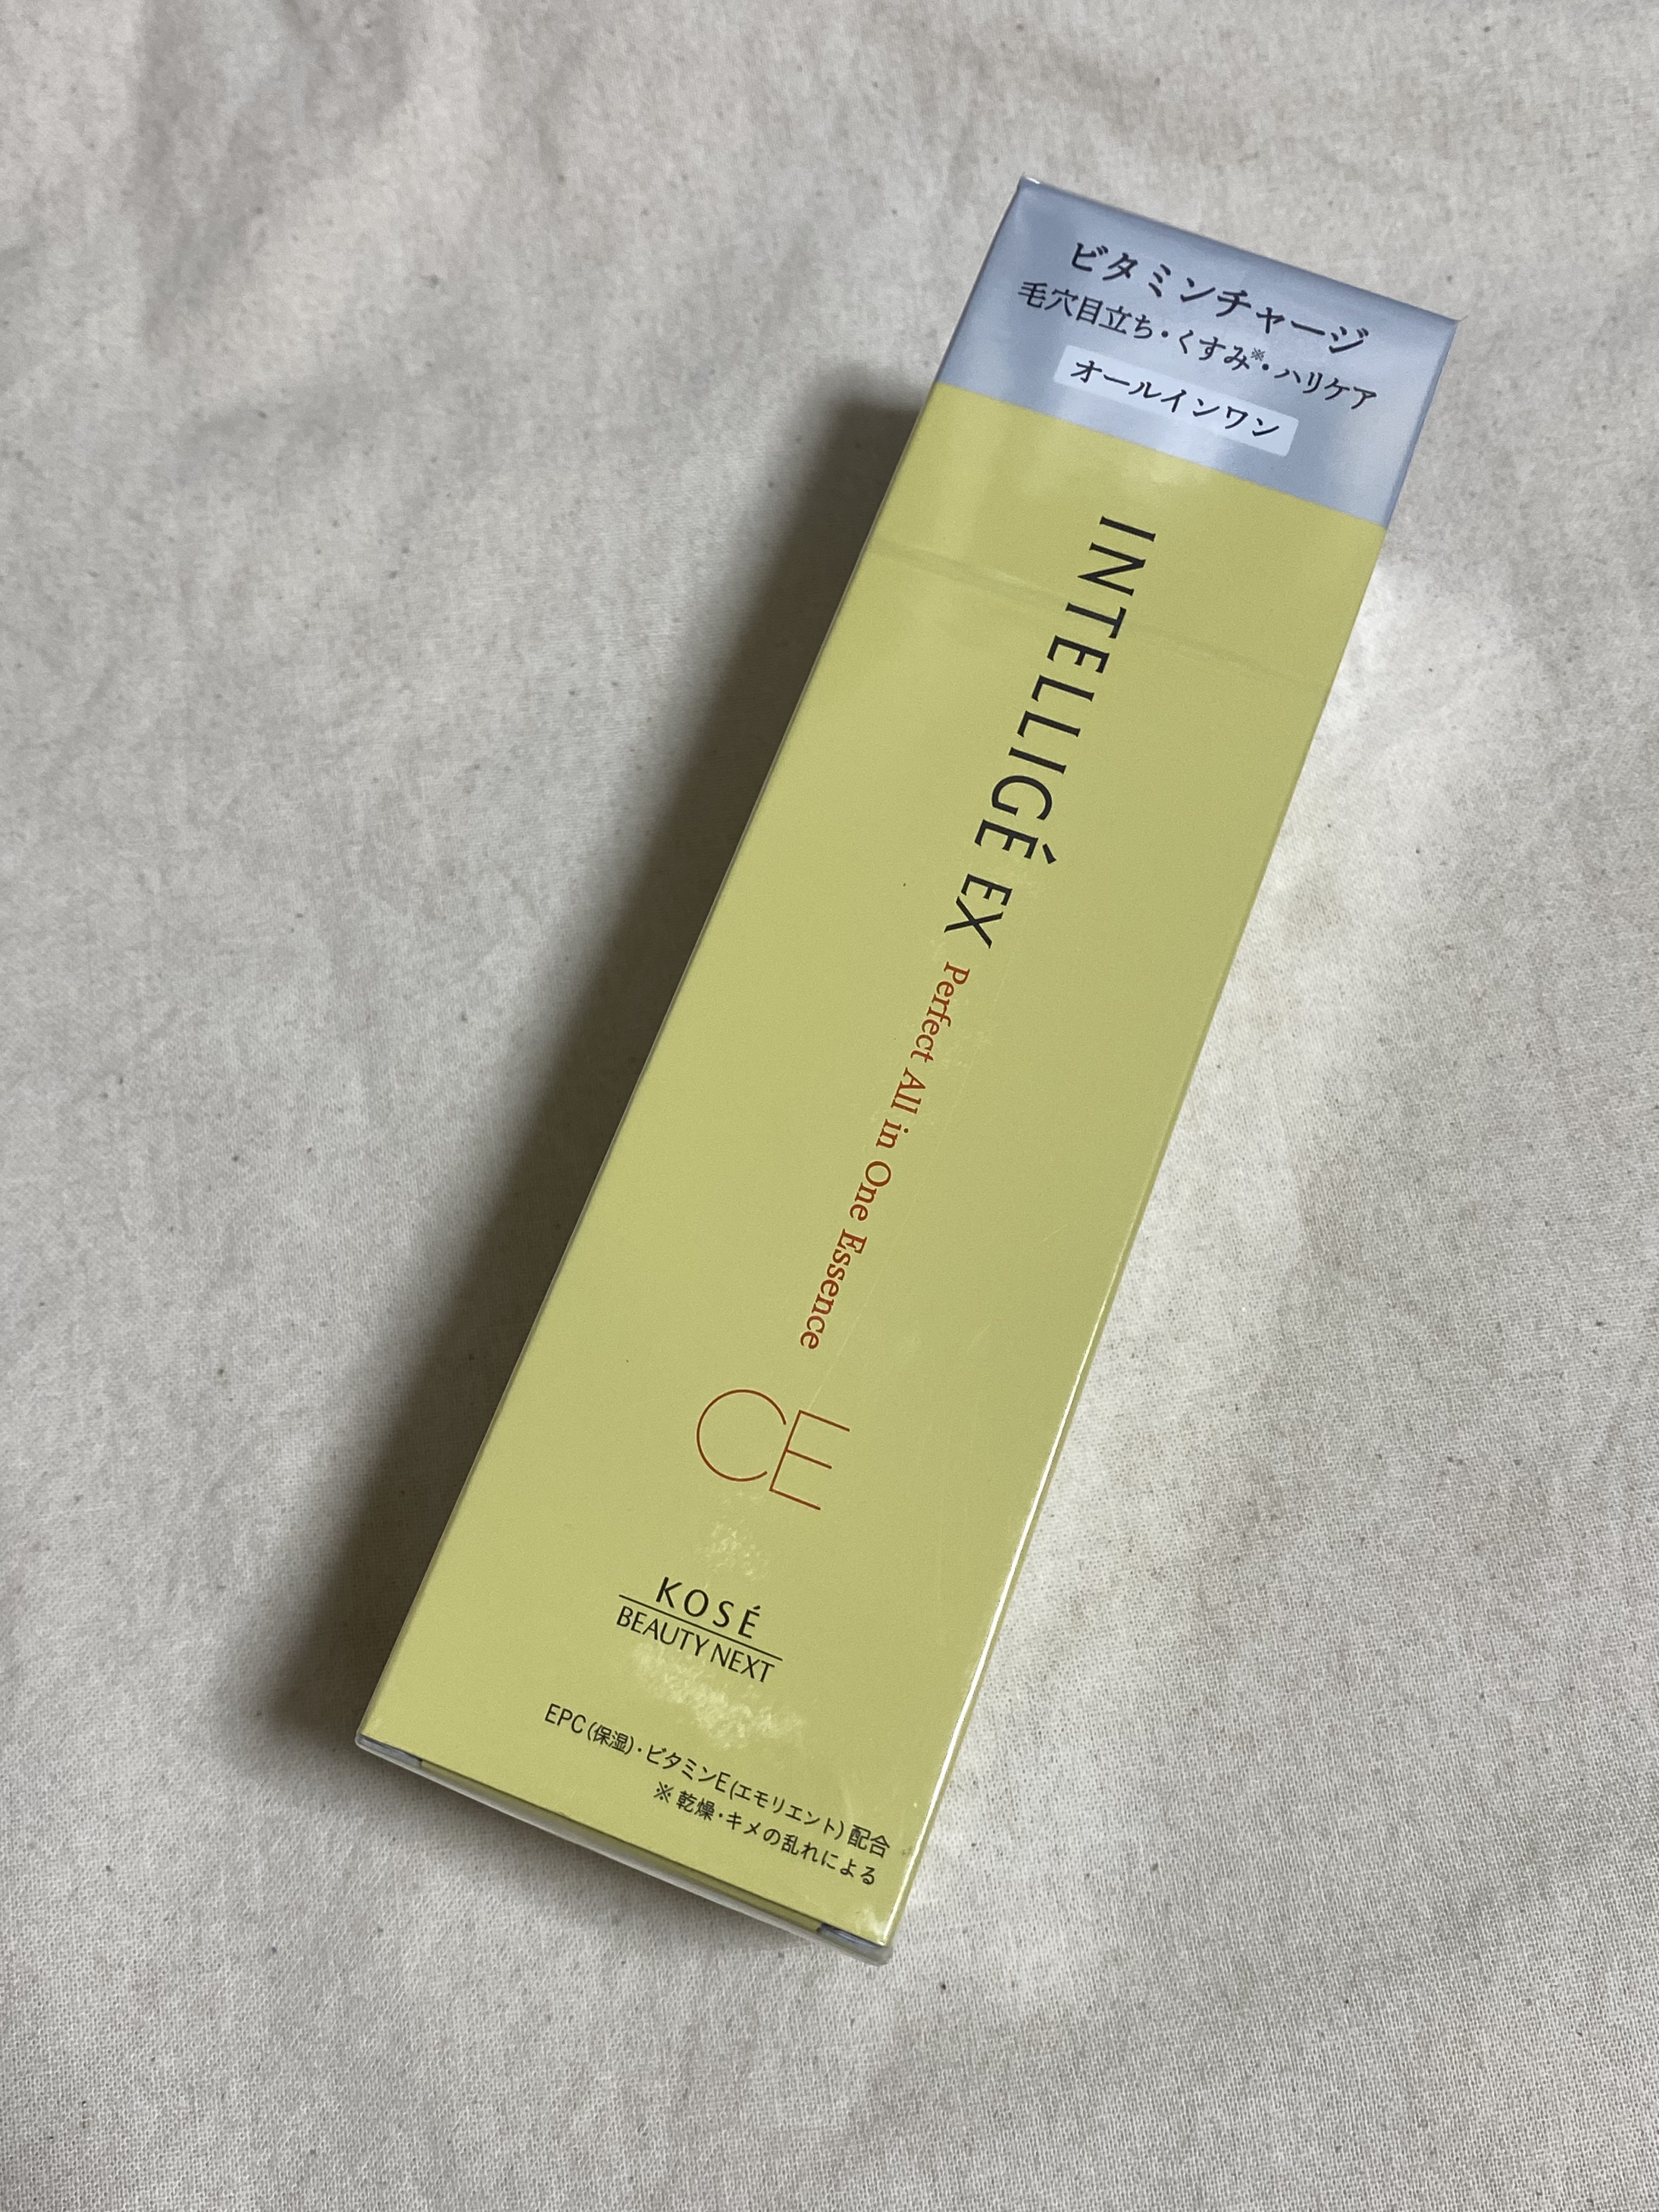 ビタミンチャージ
毛穴目立ち・くすみ※・ハリケア
オールインワン
INTELLIGÉ EX Perfect All in One Essence
CE
KOSÉ
BEAUTY NEXT
EPC(保湿)・ビタミンE(エモリエント)配合
※ 乾燥・キメの乱れによる